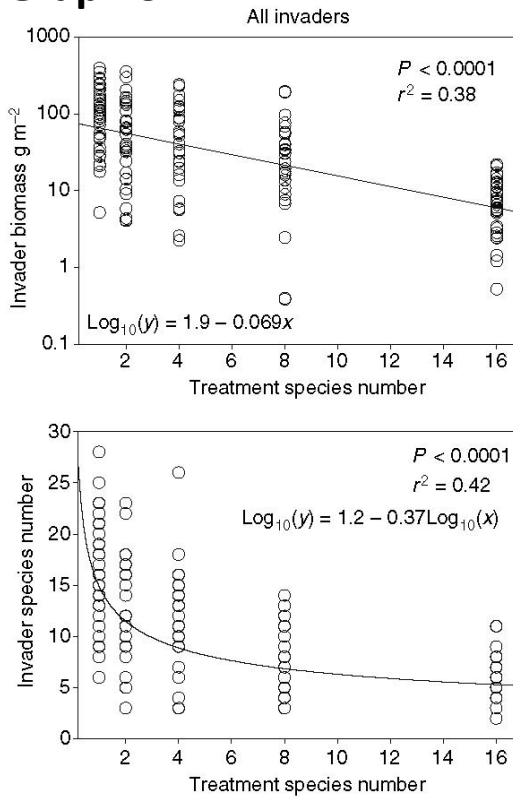 All invaders
1000
100
10
1
0.1
Invader biomass g m⁻²
P < 0.0001
r² = 0.38
Log₁₀(y) = 1.9 – 0.069x
2 4 6 8 10 12 14 16
Treatment species number
30
25
20
15
10
5
0
Invader species number
P < 0.0001
r² = 0.42
Log₁₀(y) = 1.2 – 0.37Log₁₀(x)
2 4 6 8 10 12 14 16
Treatment species number